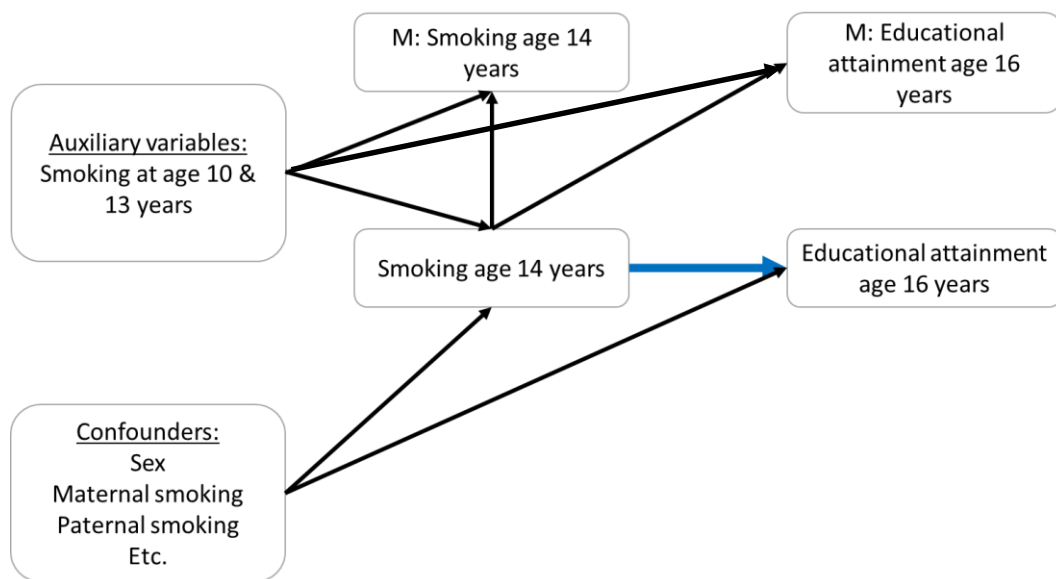 M: Smoking age 14
years
M: Educational
attainment age 16
years
Auxiliary variables:
Smoking at age 10 &
13 years
Smoking age 14 years
Educational attainment
age 16 years
Confounders:
Sex
Maternal smoking
Paternal smoking
Etc.